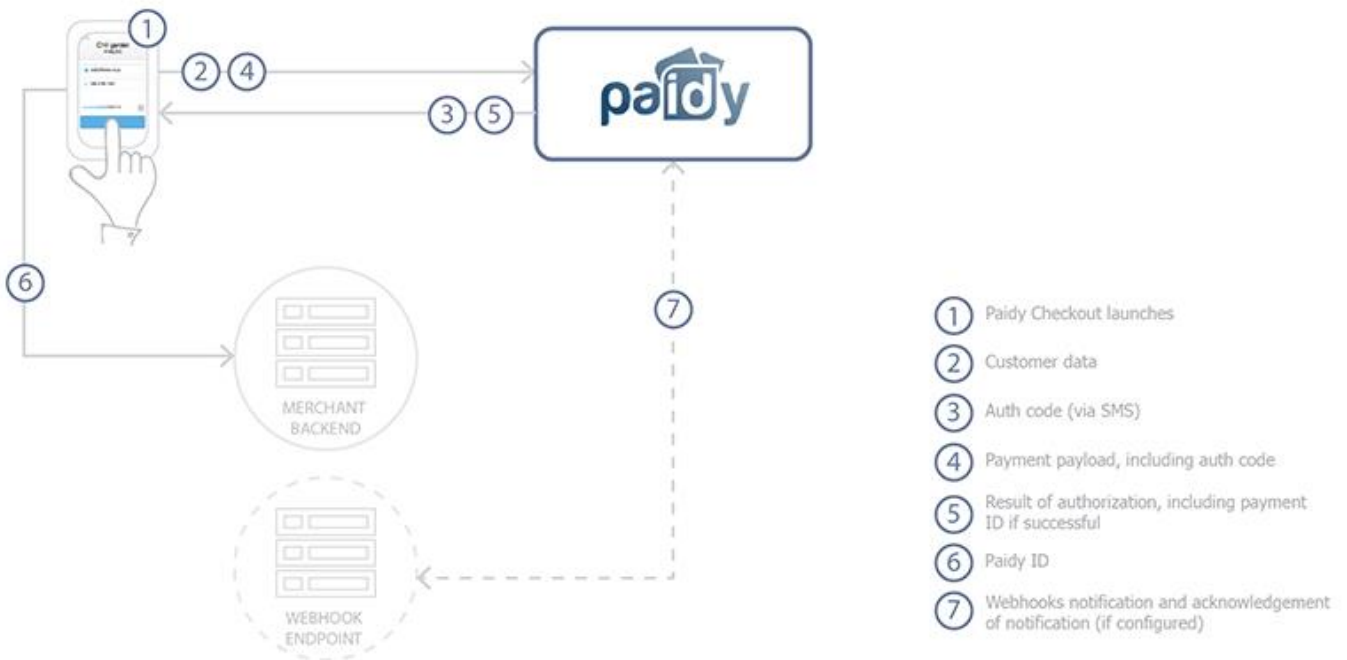 1
2 4
paidy
3 5
6
7
MERCHANT
BACKEND
WEBHOOK
ENDPOINT
1 Paidy Checkout launches
2 Customer data
3 Auth code (via SMS)
4 Payment payload, including auth code
5 Result of authorization, including payment
ID if successful
6 Paidy ID
7 Webhooks notification and acknowledgement
of notification (if configured)